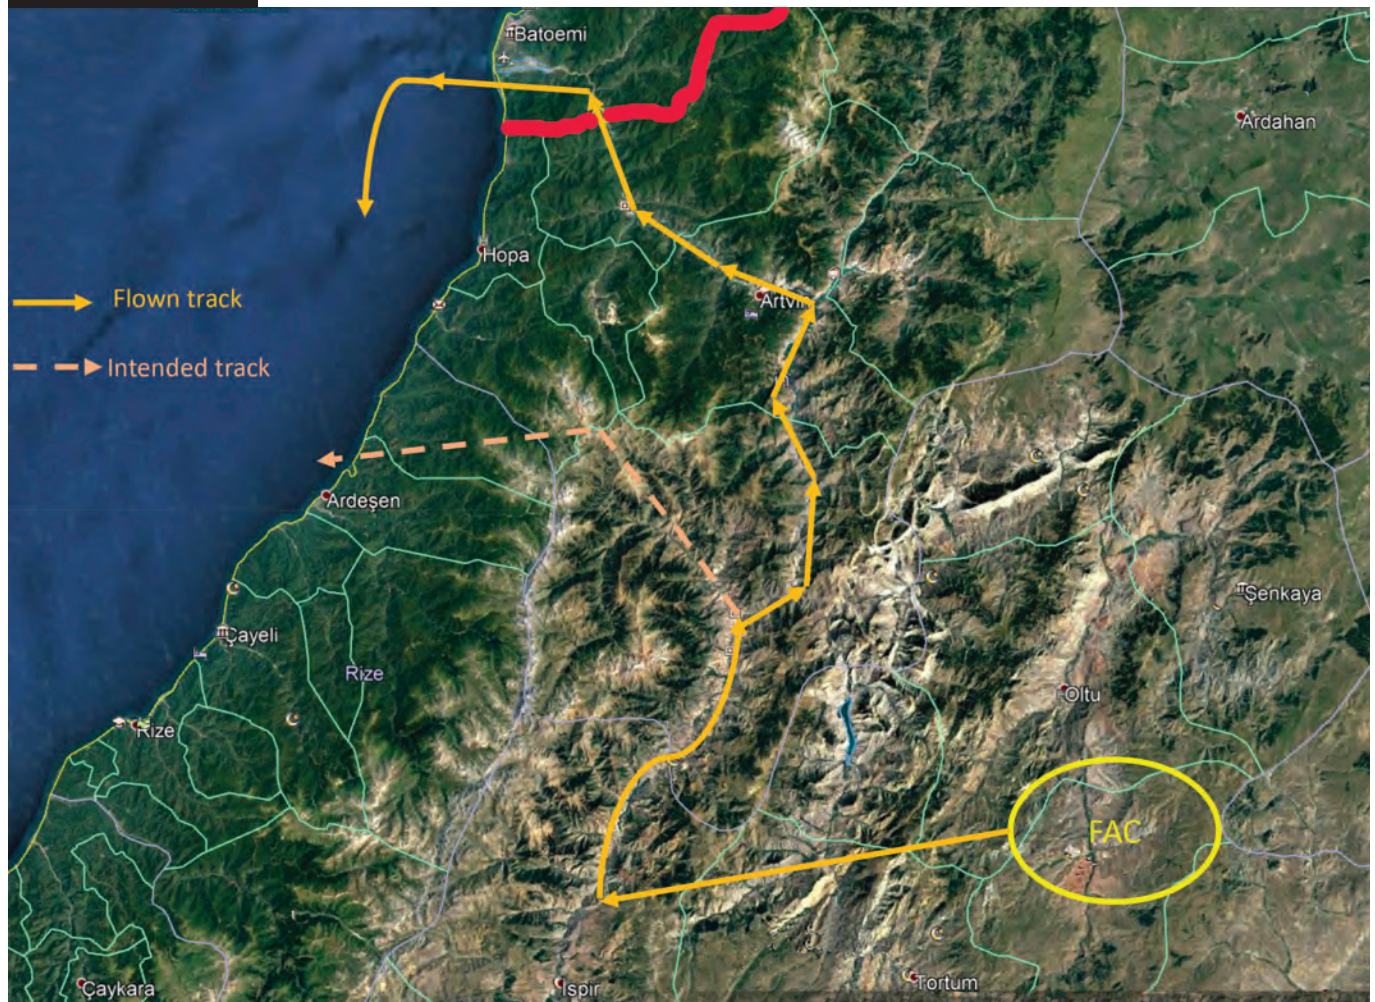 Batoemi
Ardahan
Hopa
Flown track
Artvin
Intended track
Ardeşen
Şenkaya
Çayeli
Rize
Oltu
Rize
FAC
Çaykara
Ispir
Tortum